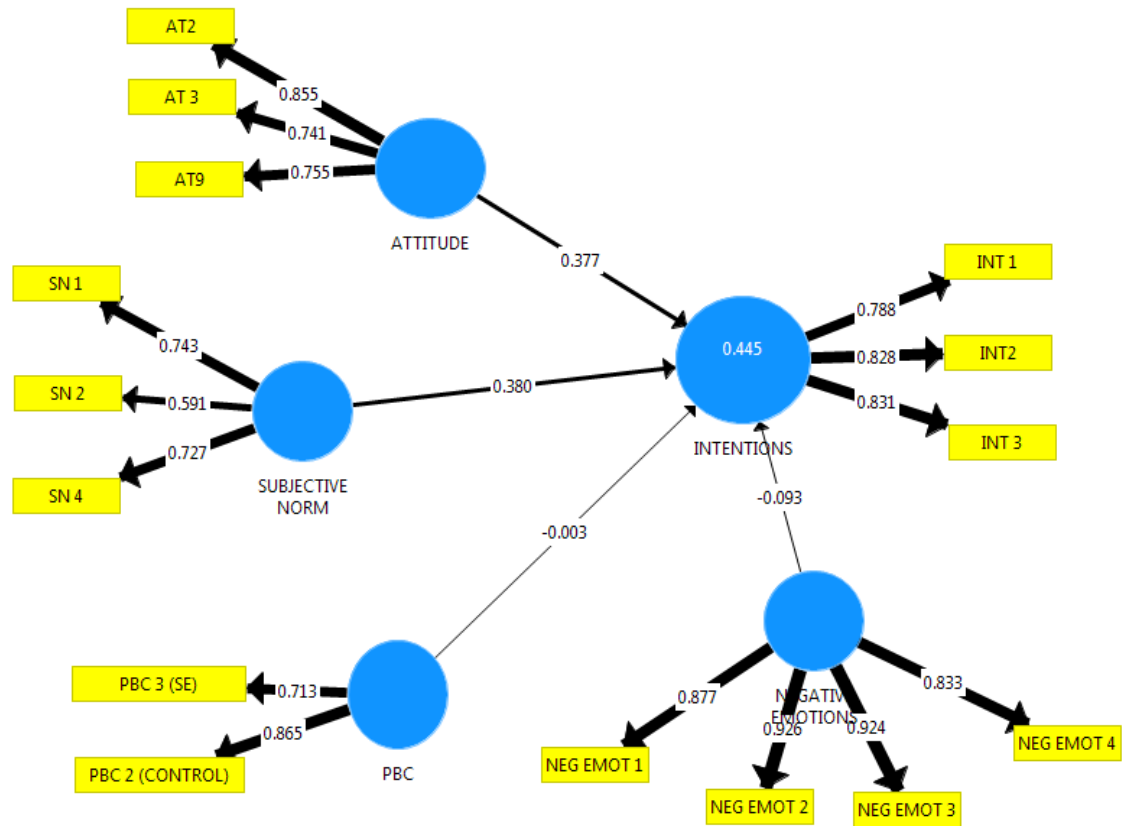 AT2
0.855
AT 3
0.741
AT9
0.755
ATTITUDE
0.377
SN 1
0.743
SN 2
0.591
SN 4
0.727
SUBJECTIVE
NORM
0.380
INT 1
0.788
0.445
INT2
0.828
0.831
INT 3
INTENTIONS
-0.003
-0.093
PBC 3 (SE)
0.713
0.865
PBC 2 (CONTROL)
PBC
0.877
0.833
EMOTIONS
0.926
0.924
NEG EMOT 1
NEG EMOT 4
NEG EMOT 2
NEG EMOT 3